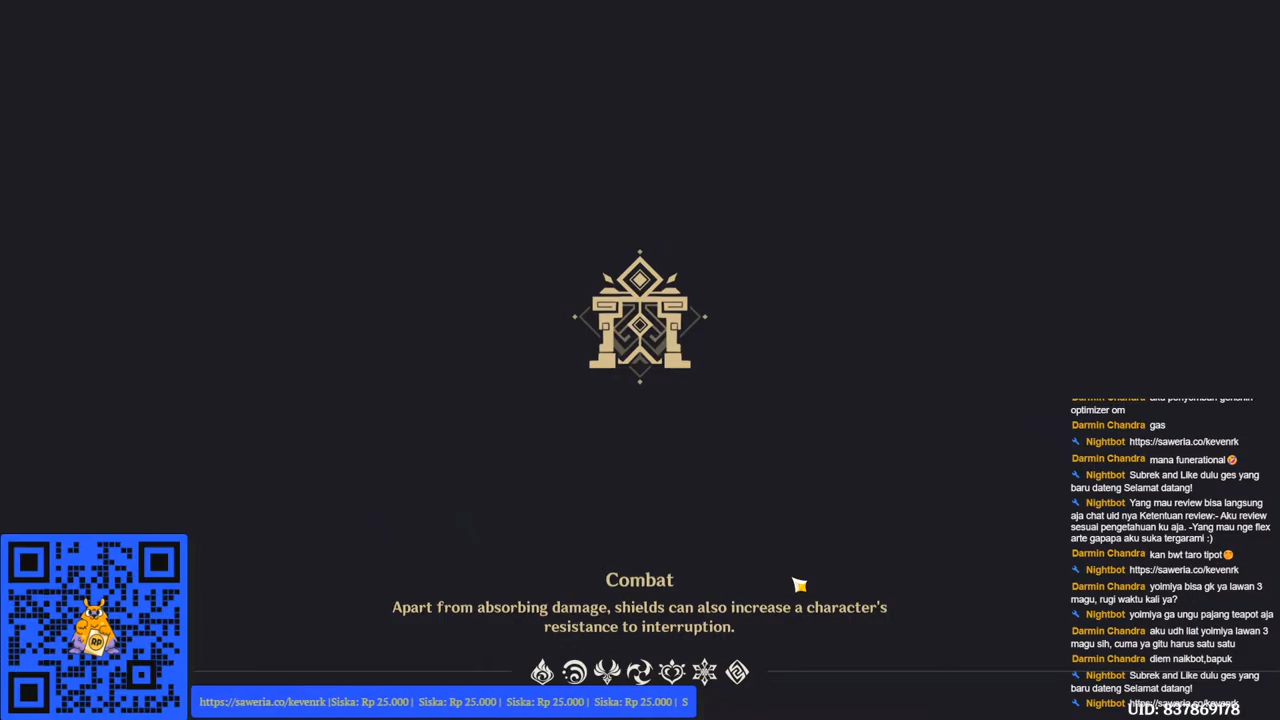 optimizer om
Darmin Chandra gas
Nightbot https://saweria.co/kevenrk
Darmin Chandra mana funerational🤣
Nightbot Subrek and Like dulu ges yang
baru dateng Selamat datang!
Nightbot Yang mau review bisa langsung
aja chat uid nya Ketentuan review:- Aku review
sesuai pengetahuan ku aja. -Yang mau nge flex
arte gapapa aku suka tergarami :)
Darmin Chandra kan bwt taro tipot😊
Nightbot https://saweria.co/kevenrk
Darmin Chandra yoimiya bisa gk ya lawan 3
magu, rugi waktu kali ya?
Nightbot yoimiya ga ungu pajang teapot aja
Darmin Chandra aku udh liat yoimiya lawan 3
magu sih, cuma ya gitu harus satu satu
Darmin Chandra diem naikbot,bapuk
Nightbot Subrek and Like dulu ges yang
baru dateng Selamat datang!
Nightbot https://saweria.co/kevenrk
UID: 837869178
Combat
Apart from absorbing damage, shields can also increase a character's
resistance to interruption.
RP
https://saweria.co/kevenrk |Siska: Rp 25.000 | Siska: Rp 25.000 | Siska: Rp 25.000 | Siska: Rp 25.000 | S